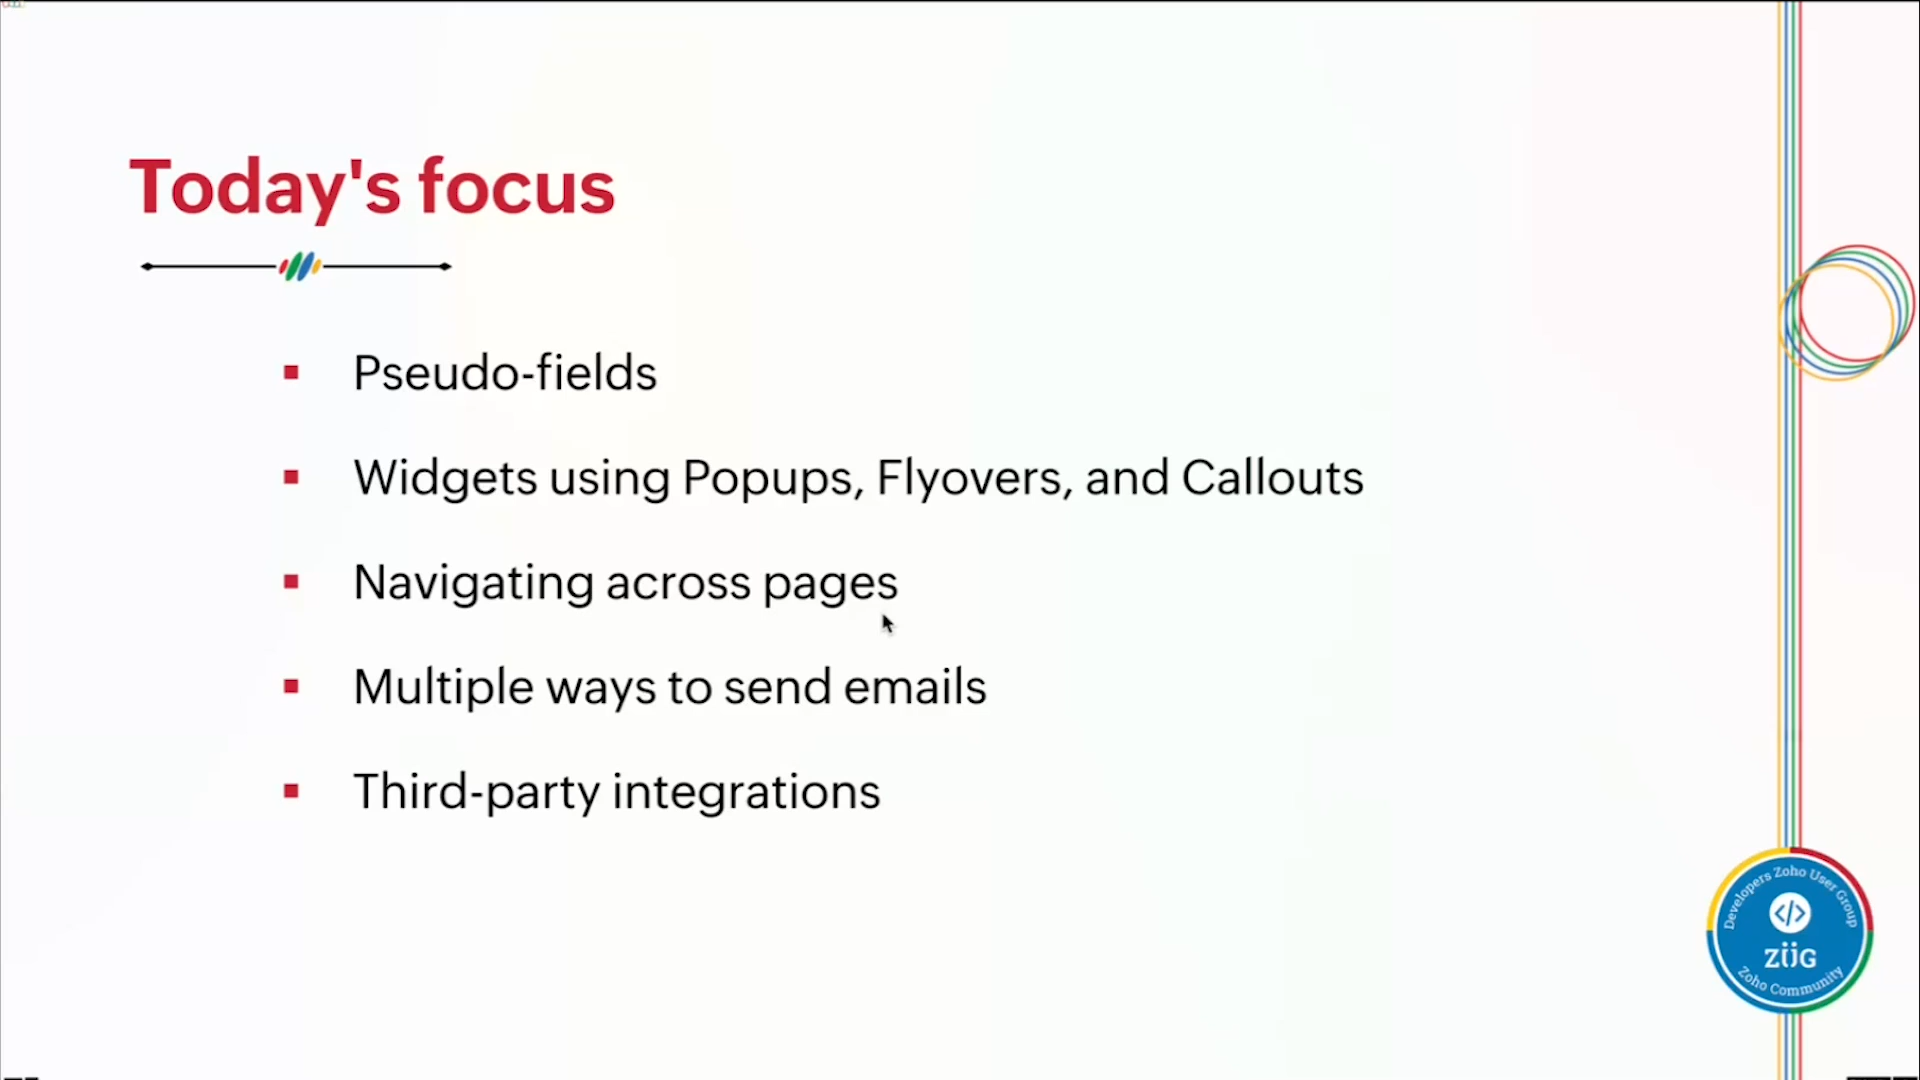 Today's focus
Pseudo-fields
Widgets using Popups, Flyovers, and Callouts
Navigating across pages
Multiple ways to send emails
Third-party integrations
Developers Zoho User Group
</>
ZUG
Zoho Community